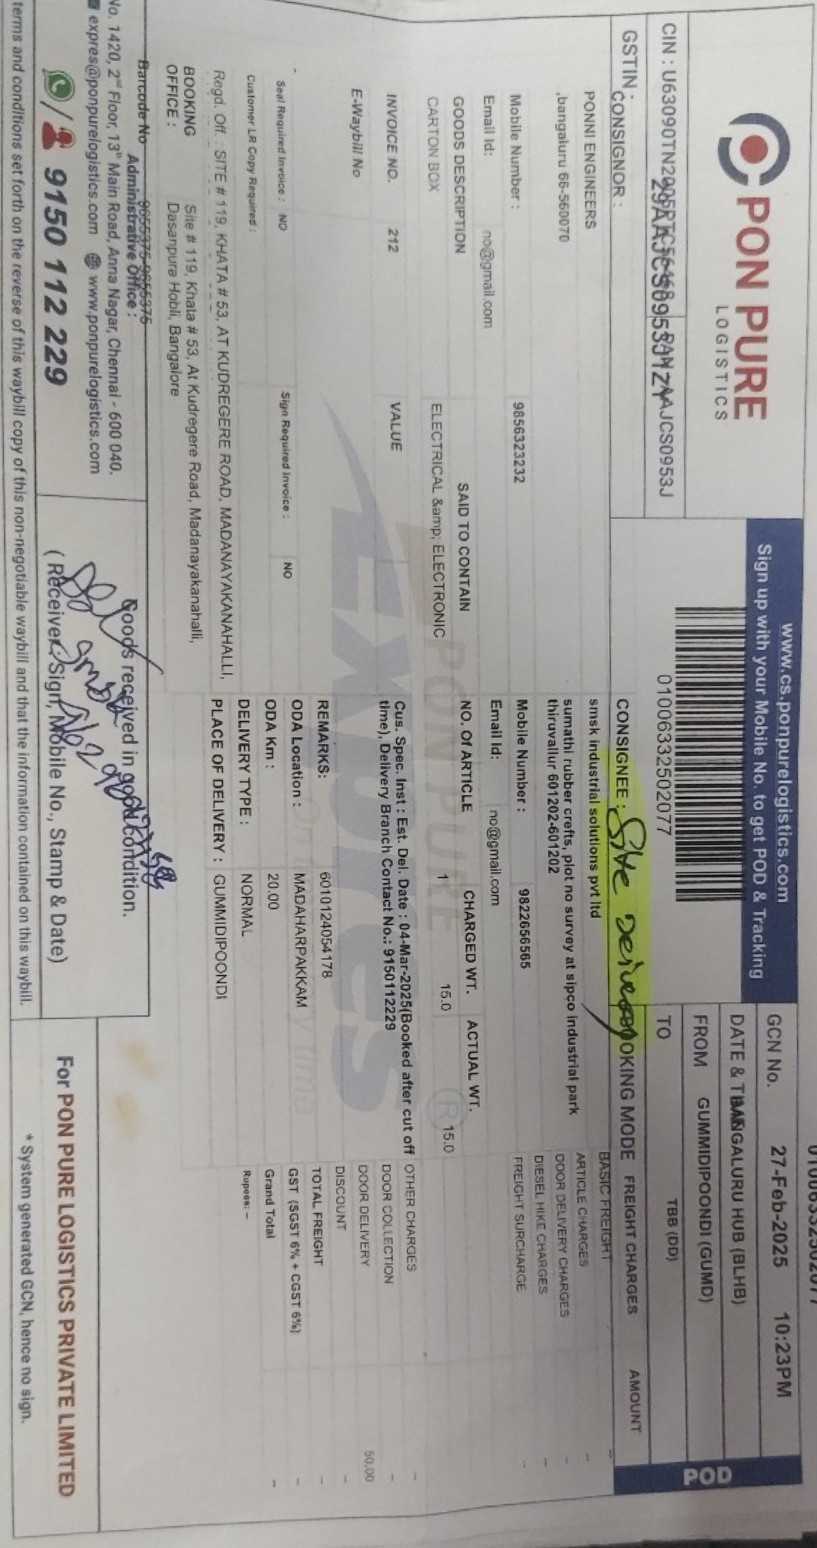 PON PURE
LOGISTICS
www.cs.ponpurelogistics.com
Sign up with your Mobile No. to get POD & Tracking
01006332502077
GCN No. 27-Feb-2025 10:23PM
DATE & TIME
BANGALURU HUB (BLHB)
FROM GUMMIDIPOONDI (GUMD)
TO TBB (DD)
POD
CIN : U63090TN2005PTC56468 PAN : AAJCS0953J
GSTIN : 29AAJCS0953J1ZY
01006332502077
CONSIGNOR :
PONNI ENGINEERS
,bangaluru 66-560070
Mobile Number : 9856323232
Email Id: no@gmail.com
CONSIGNEE : Site Delivery
smsk industrial solutions pvt ltd
sumathi rubber crefts, plot no survey at sipco industrial park
thiruvallur 601202-601202
Mobile Number : 9822656565
Email Id: no@gmail.com
BOOKING MODE FREIGHT CHARGES AMOUNT
BASIC FREIGHT –
ARTICLE CHARGES –
DOOR DELIVERY CHARGES –
DIESEL HIKE CHARGES –
FREIGHT SURCHARGE –
GOODS DESCRIPTION SAID TO CONTAIN NO. Of ARTICLE CHARGED WT. ACTUAL WT.
CARTON BOX ELECTRICAL &amp; ELECTRONIC 1 15.0 15.0
INVOICE NO. 212 VALUE
E-Waybill No
Cus. Spec. Inst : Est. Del. Date : 04-Mar-2025(Booked after cut off
time), Delivery Branch Contact No.: 9150112229
OTHER CHARGES –
DOOR COLLECTION –
DOOR DELIVERY 50.00
DISCOUNT –
TOTAL FREIGHT –
GST (SGST 6% + CGST 6%) –
Grand Total –
Rupees: –
Seal Required Invoice : NO Sign Required Invoice : NO
Customer LR Copy Required :
REMARKS: 6010124054178
ODA Location : MADAHARPAKKAM
ODA Km : 20.00
DELIVERY TYPE : NORMAL
PLACE OF DELIVERY : GUMMIDIPOONDI
Regd. Off. : SITE # 119, KHATA # 53, AT KUDREGERE ROAD, MADANAYAKANAHALLI,
BOOKING OFFICE : Site # 119, Khata # 53, At Kudregere Road, Madanayakanahalli,
Dasanpura Hobli, Bangalore
Barcode No 9655375-9655375
Administrative Office :
No. 1420, 2nd Floor, 13th Main Road, Anna Nagar, Chennai - 600 040.
expres@ponpurelogistics.com www.ponpurelogistics.com
9150 112 229
Goods received in good condition.
( Receiver Sign, Mobile No., Stamp & Date)
For PON PURE LOGISTICS PRIVATE LIMITED
* System generated GCN, hence no sign.
terms and conditions set forth on the reverse of this waybill copy of this non-negotiable waybill and that the information contained on this waybill.
PON PURE
Expres